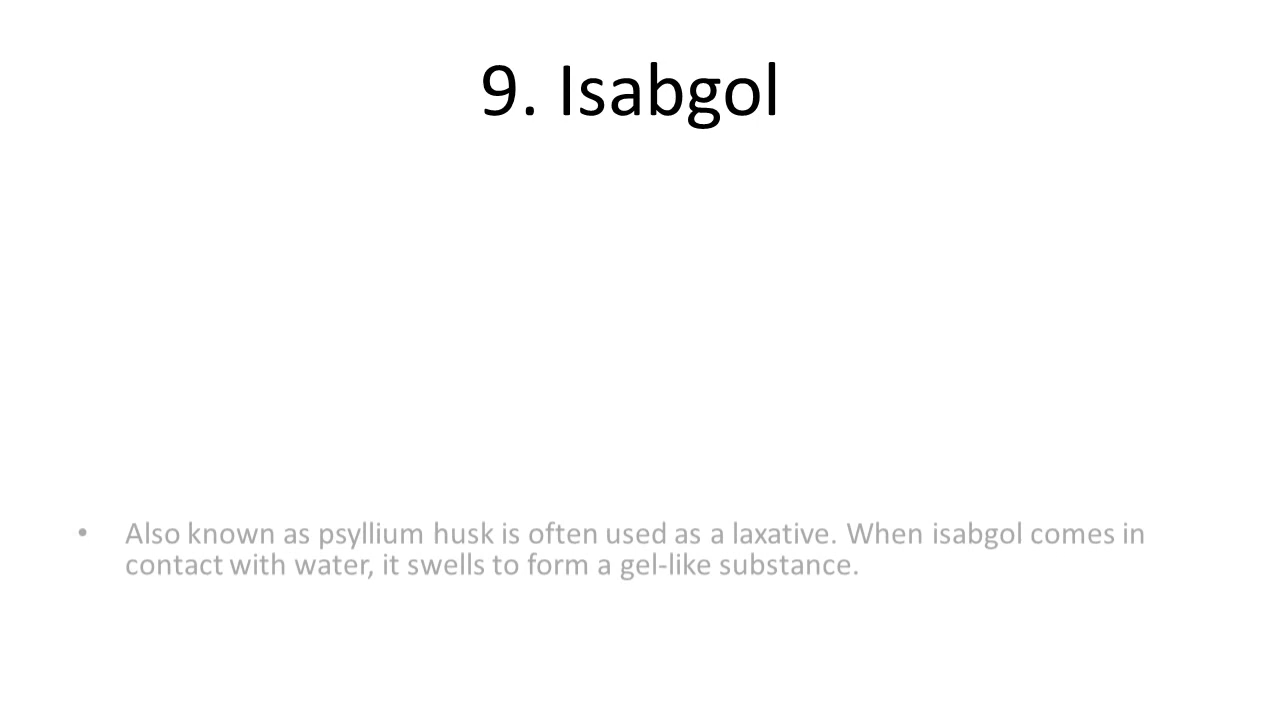 9. Isabgol
• Also known as psyllium husk is often used as a laxative. When isabgol comes in
contact with water, it swells to form a gel-like substance.